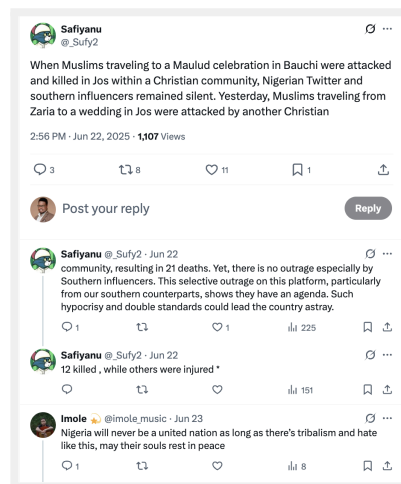 Safiyanu
@_Sufy2
When Muslims traveling to a Maulud celebration in Bauchi were attacked
and killed in Jos within a Christian community, Nigerian Twitter and
southern influencers remained silent. Yesterday, Muslims traveling from
Zaria to a wedding in Jos were attacked by another Christian
2:56 PM · Jun 22, 2025 · 1,107 Views
3 8 11 1
Post your reply Reply
Safiyanu @_Sufy2 · Jun 22
community, resulting in 21 deaths. Yet, there is no outrage especially by
Southern influencers. This selective outrage on this platform, particularly
from our southern counterparts, shows they have an agenda. Such
hypocrisy and double standards could lead the country astray.
1 1 225
Safiyanu @_Sufy2 · Jun 22
12 killed , while others were injured *
151
Imole @imole_music · Jun 23
Nigeria will never be a united nation as long as there's tribalism and hate
like this, may their souls rest in peace
1 8